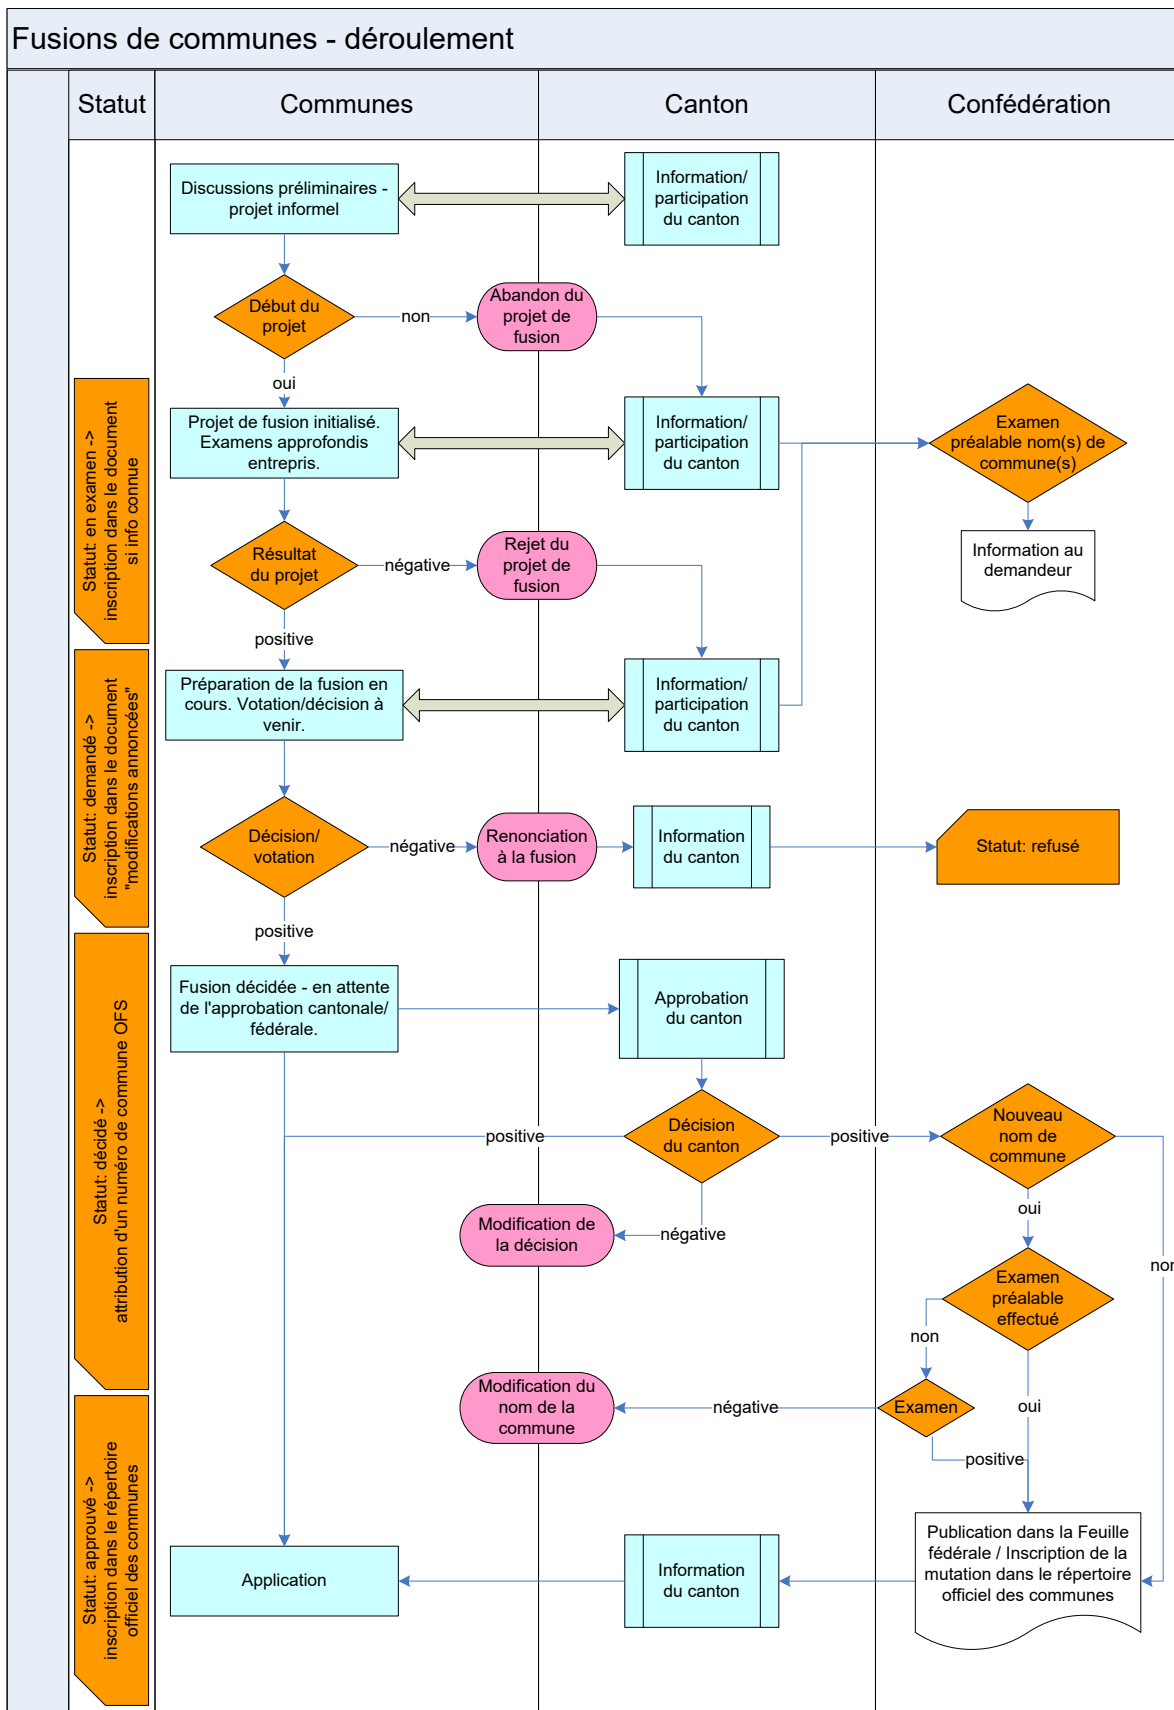 Fusions de communes - déroulement
Statut
Communes
Canton
Confédération
Discussions préliminaires -
projet informel
Information/
participation
du canton
Début du
projet
non
Abandon du
projet de
fusion
oui
Statut: en examen ->
inscription dans le document
si info connue
Projet de fusion initialisé.
Examens approfondis
entrepris.
Information/
participation
du canton
Examen
préalable nom(s) de
commune(s)
Résultat
du projet
négative
Rejet du
projet de
fusion
Information au
demandeur
positive
Statut: demandé ->
inscription dans le document
"modifications annoncées"
Préparation de la fusion en
cours. Votation/décision à
venir.
Information/
participation
du canton
Décision/
votation
négative
Renonciation
à la fusion
Information
du canton
Statut: refusé
positive
Statut: décidé ->
attribution d'un numéro de commune OFS
Fusion décidée - en attente
de l'approbation cantonale/
fédérale.
Approbation
du canton
positive
Décision
du canton
positive
Nouveau
nom de
commune
négative
Modification de
la décision
oui
non
Examen
préalable
effectué
non
oui
Modification du
nom de la
commune
négative
Examen
positive
Statut: approuvé ->
inscription dans le répertoire
officiel des communes
Application
Information
du canton
Publication dans la Feuille
fédérale / Inscription de la
mutation dans le répertoire
officiel des communes